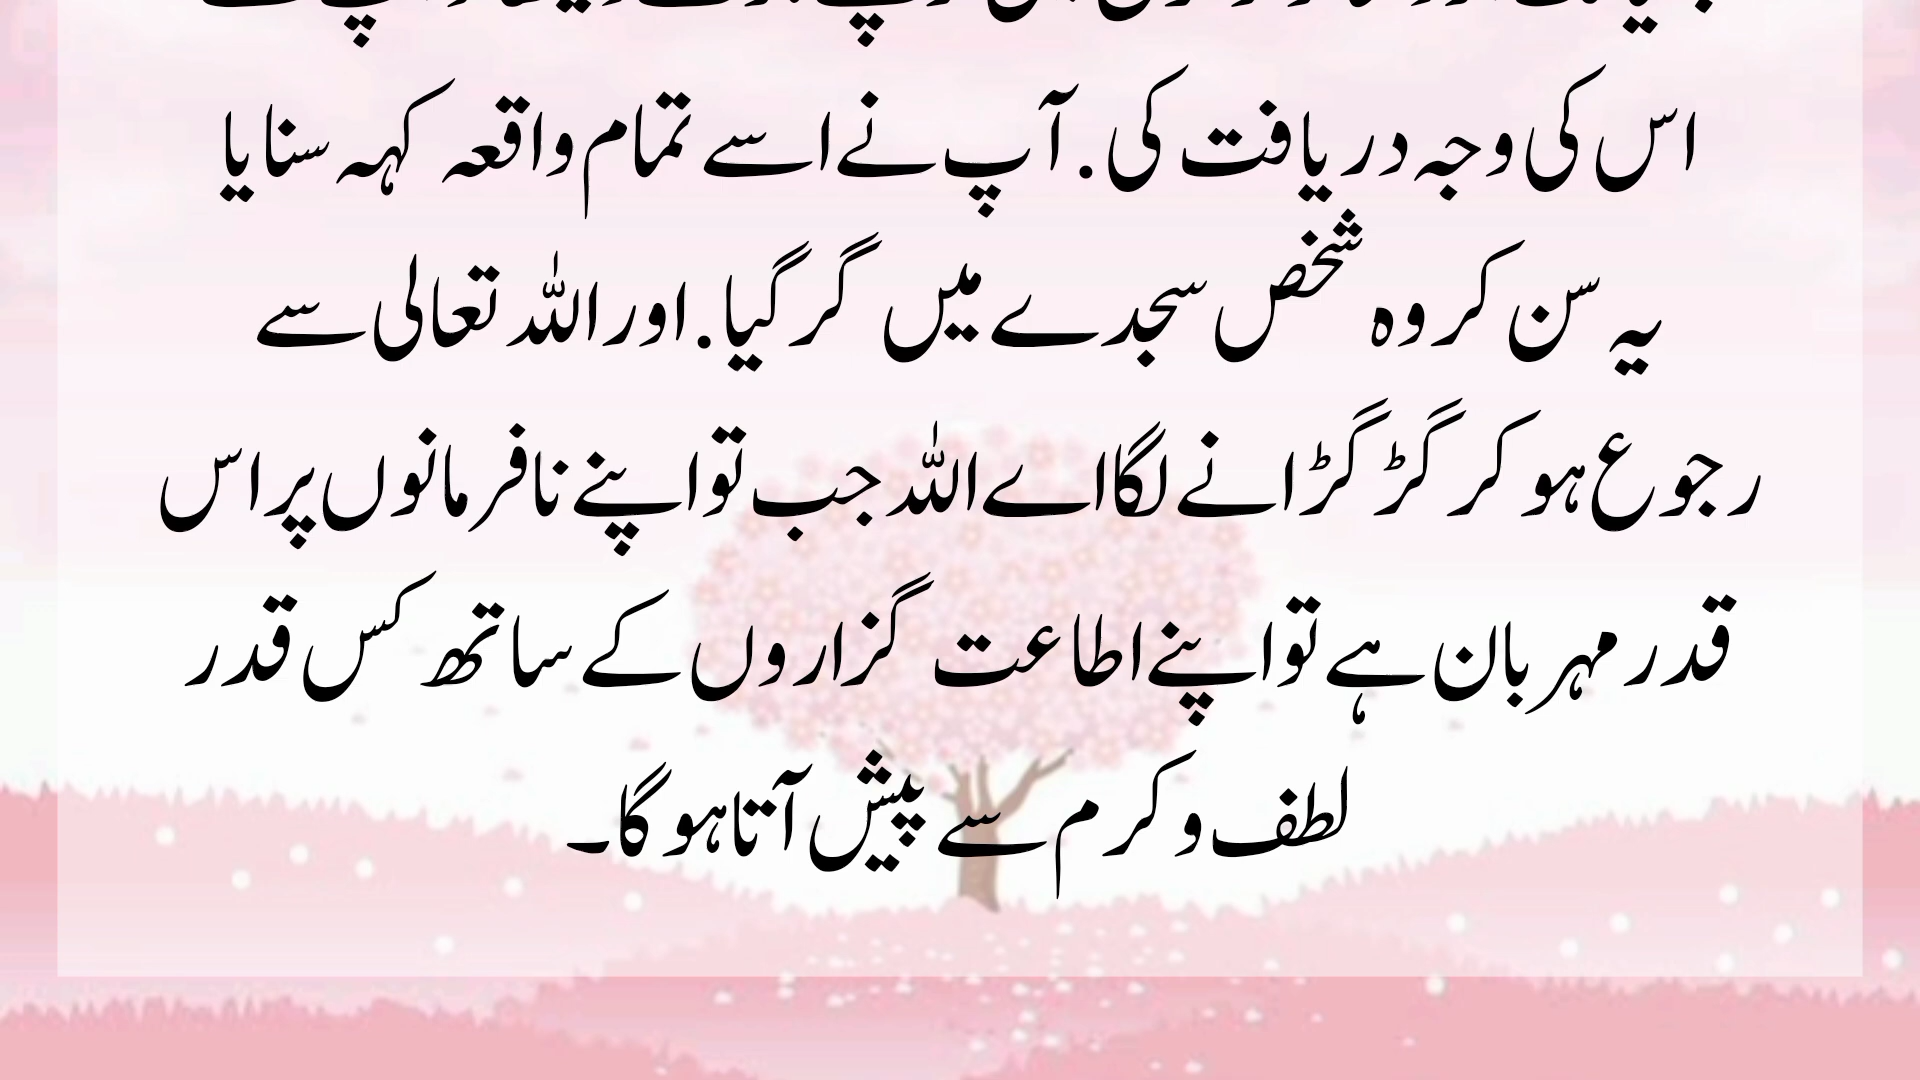 اس کی وجہ دریافت کی. آپ نے اسے تمام واقعہ کہہ سنایا
یہ سن کر وہ شخص سجدے میں گر گیا. اور اللہ تعالی سے
رجوع ہو کر گڑ گڑانے لگا اے اللہ جب تو اپنے نافرمانوں پر اس
قدر مہربان ہے تو اپنے اطاعت گزاروں کے ساتھ کس قدر
لطف و کرم سے پیش آتا ہو گا۔